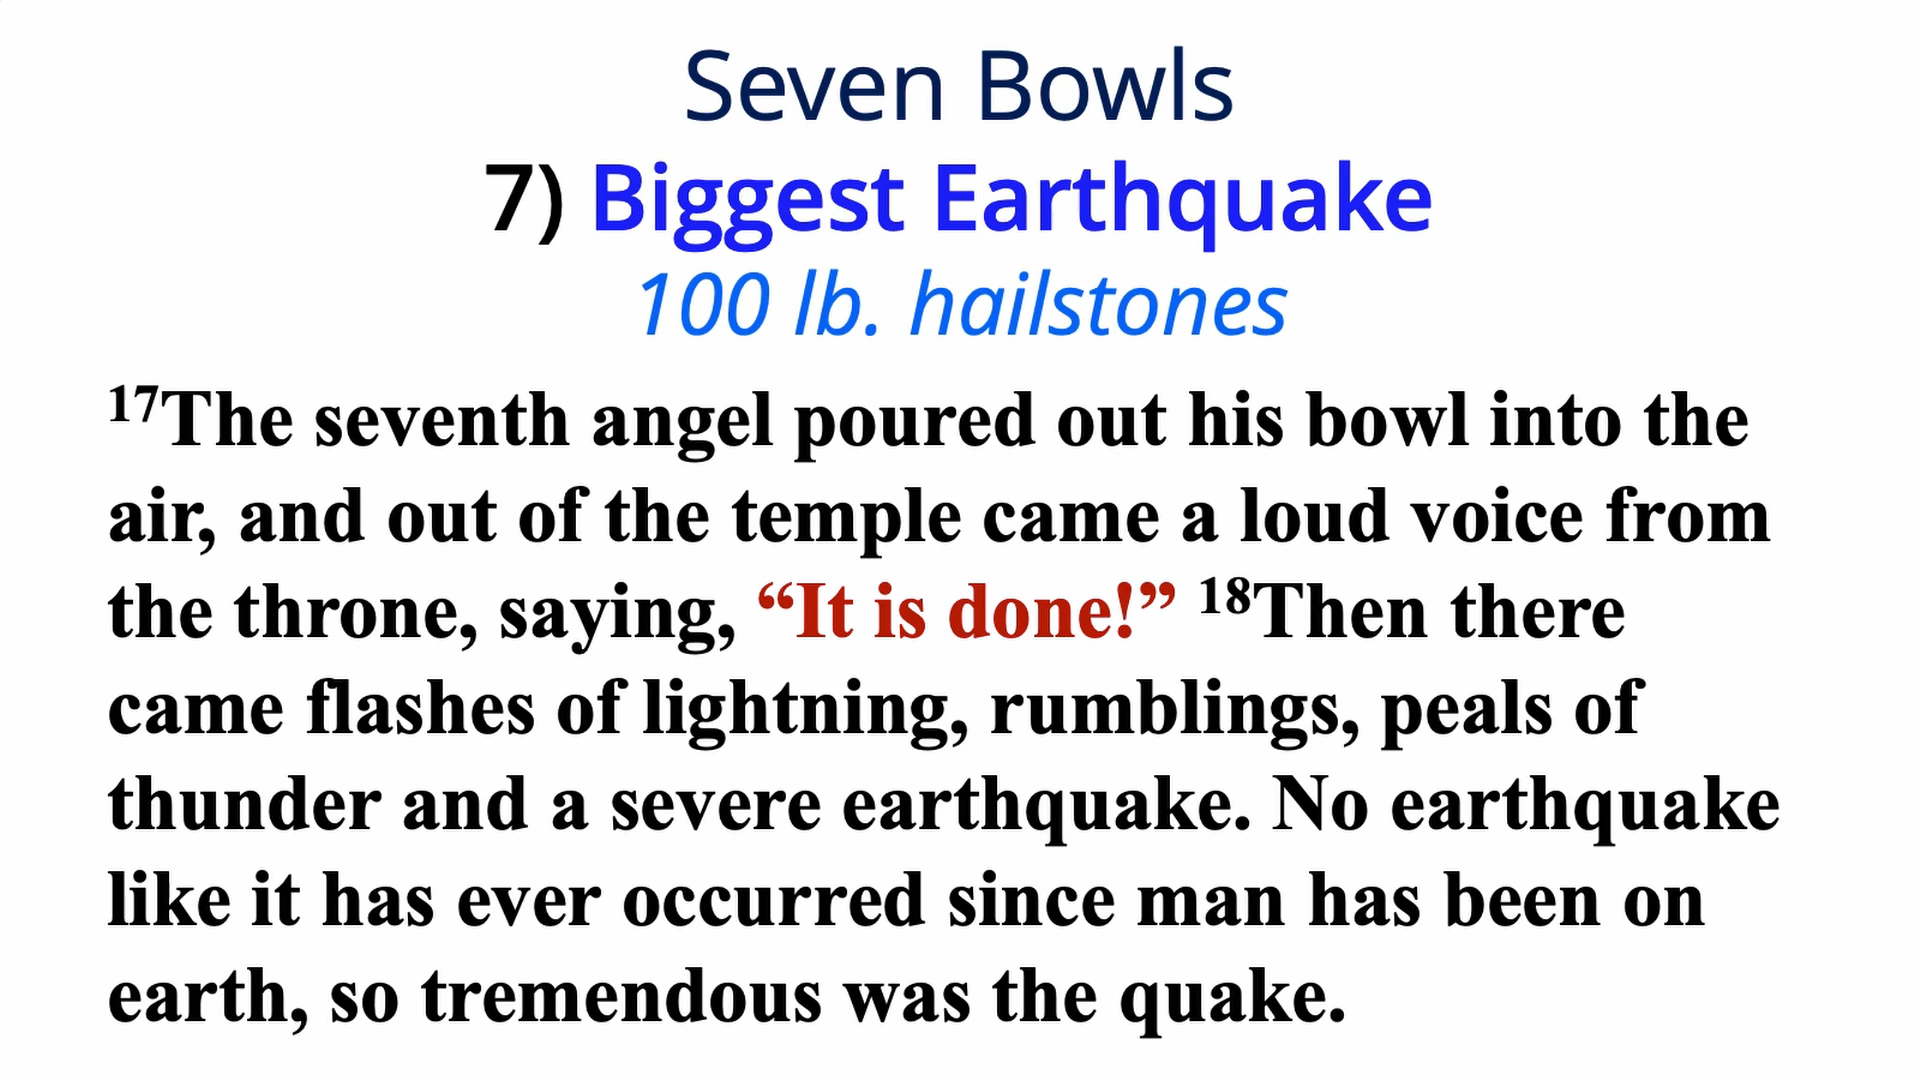 Seven Bowls
7) Biggest Earthquake
100 lb. hailstones
17The seventh angel poured out his bowl into the
air, and out of the temple came a loud voice from
the throne, saying, “It is done!” 18Then there
came flashes of lightning, rumblings, peals of
thunder and a severe earthquake. No earthquake
like it has ever occurred since man has been on
earth, so tremendous was the quake.